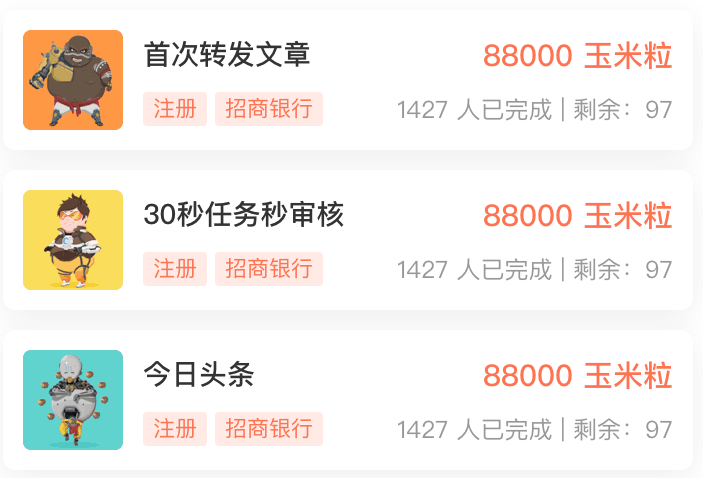 首次转发文章 88000 玉米粒
注册 招商银行 1427 人已完成 | 剩余：97
30秒任务秒审核 88000 玉米粒
注册 招商银行 1427 人已完成 | 剩余：97
今日头条 88000 玉米粒
注册 招商银行 1427 人已完成 | 剩余：97